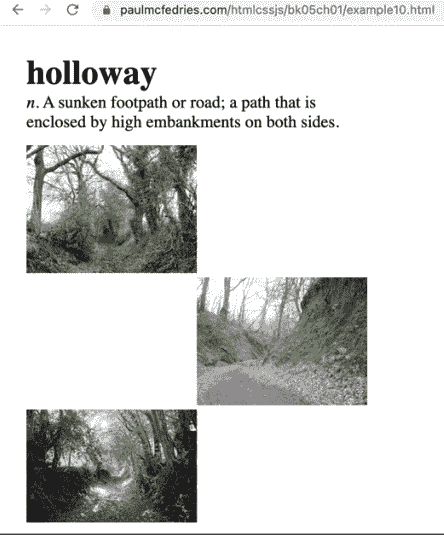 paulmcfedries.com/htmlcssjs/bk05ch01/example10.html
holloway
n. A sunken footpath or road; a path that is
enclosed by high embankments on both sides.